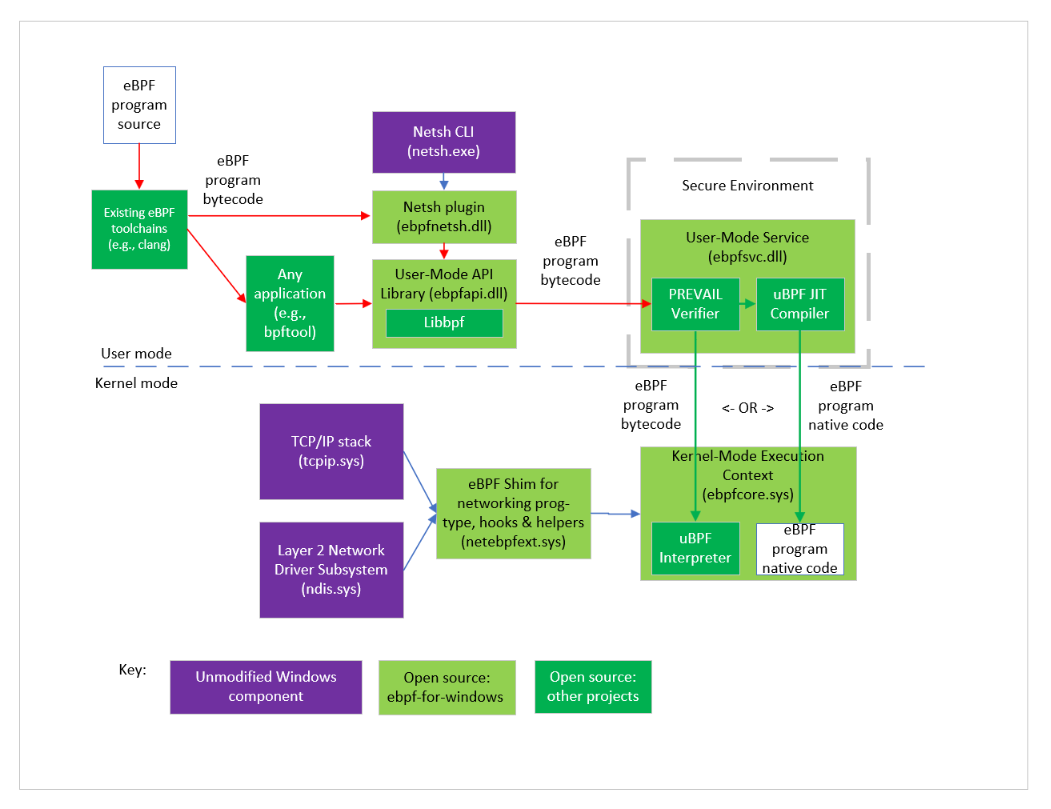 eBPF
program
source
Netsh CLI
(netsh.exe)
eBPF
program
bytecode
Secure Environment
Existing eBPF
toolchains
(e.g., clang)
Netsh plugin
(ebpfnetsh.dll)
User-Mode Service
(ebpfsvc.dll)
eBPF
program
bytecode
Any
application
(e.g.,
bpftool)
User-Mode API
Library (ebpfapi.dll)
Libbpf
PREVAIL
Verifier
uBPF JIT
Compiler
User mode
Kernel mode
eBPF
program
bytecode
<- OR ->
eBPF
program
native code
TCP/IP stack
(tcpip.sys)
Kernel-Mode Execution
Context
(ebpfcore.sys)
eBPF Shim for
networking prog-
type, hooks & helpers
(netebpfext.sys)
Layer 2 Network
Driver Subsystem
(ndis.sys)
uBPF
Interpreter
eBPF
program
native code
Key:
Unmodified Windows
component
Open source:
ebpf-for-windows
Open source:
other projects